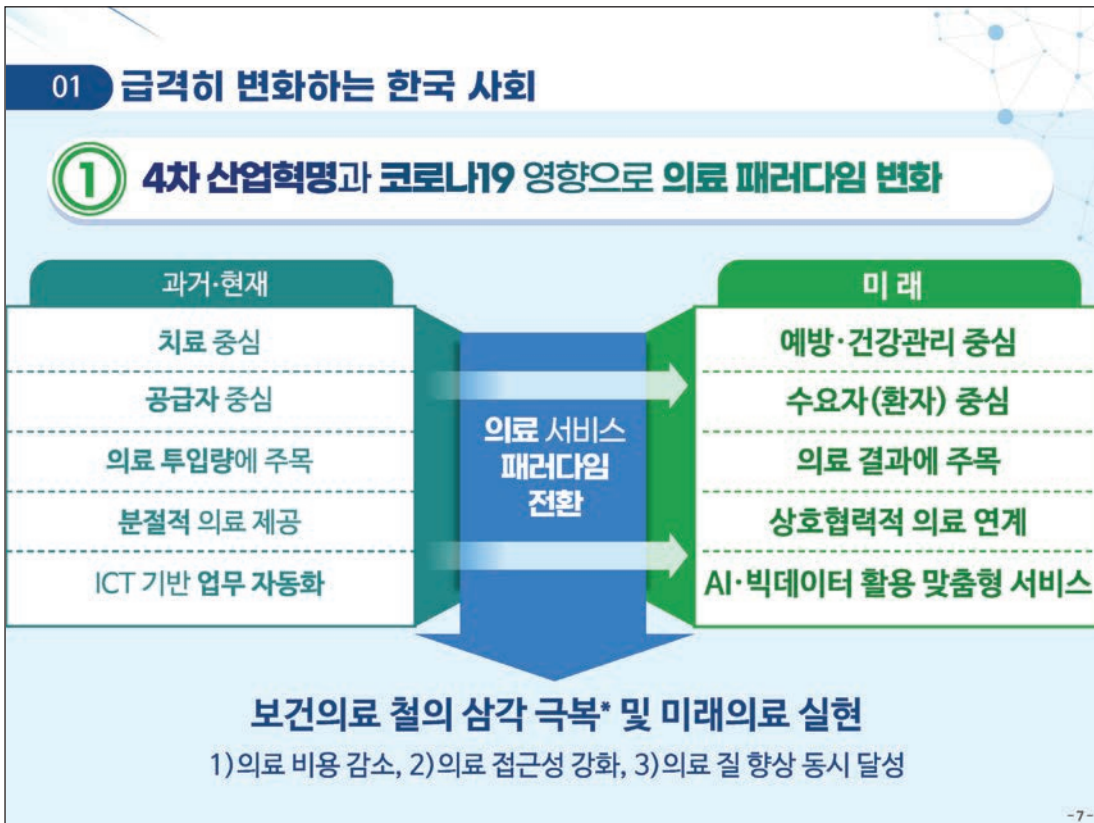 01 급격히 변화하는 한국 사회
1 4차 산업혁명과 코로나19 영향으로 의료 패러다임 변화
과거·현재
치료 중심
공급자 중심
의료 투입량에 주목
분절적 의료 제공
ICT 기반 업무 자동화
의료 서비스
패러다임
전환
미 래
예방·건강관리 중심
수요자(환자) 중심
의료 결과에 주목
상호협력적 의료 연계
AI·빅데이터 활용 맞춤형 서비스
보건의료 철의 삼각 극복* 및 미래의료 실현
1)의료 비용 감소, 2)의료 접근성 강화, 3)의료 질 향상 동시 달성
-7-